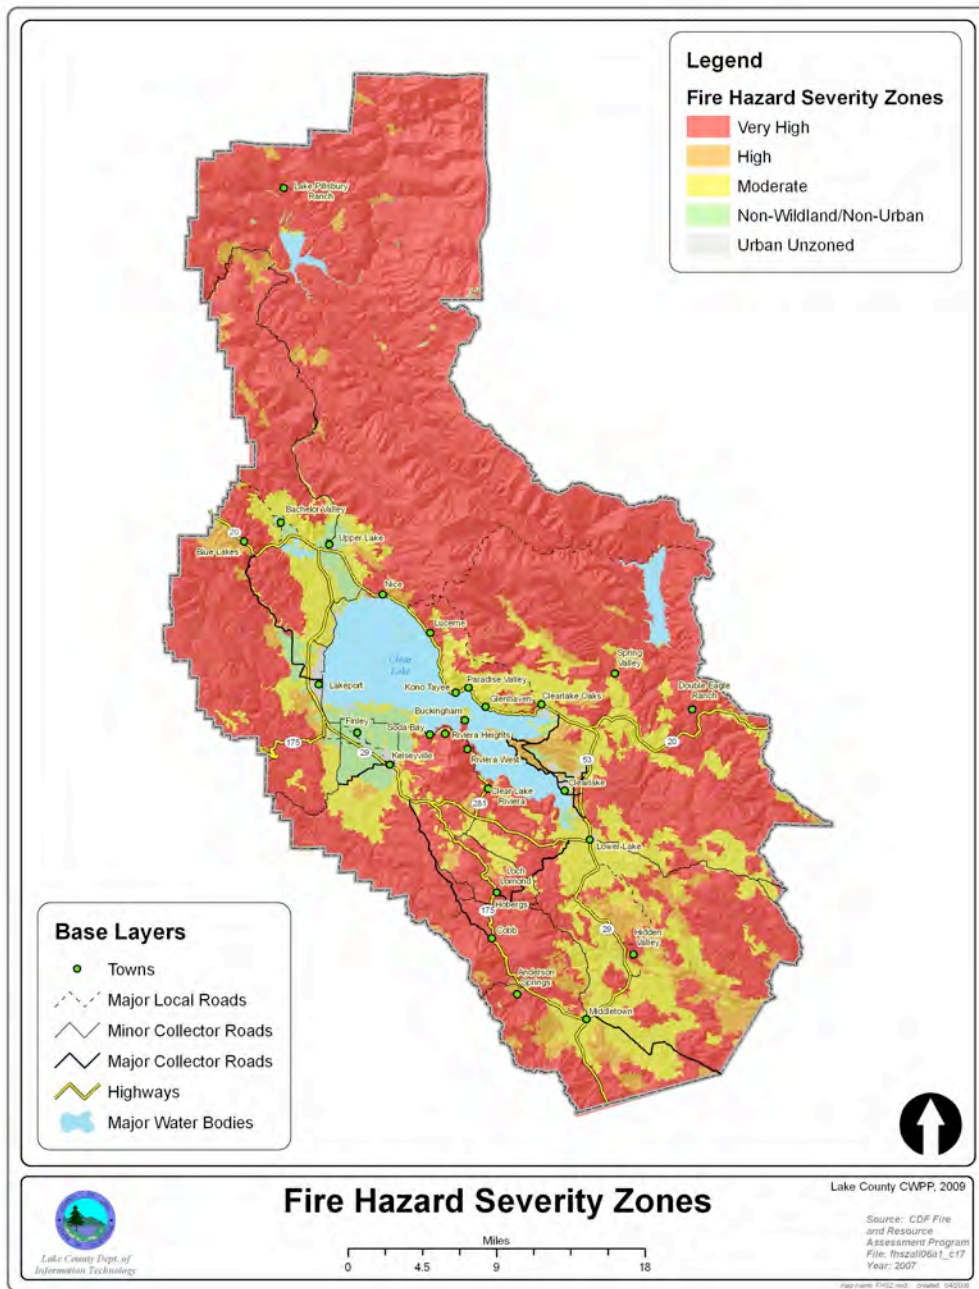 Legend
Fire Hazard Severity Zones
Very High
High
Moderate
Non-Wildland/Non-Urban
Urban Unzoned
Lake Pillsbury
Ranch
Bachelor Valley
20
Blue Lakes
Upper Lake
Nice
Lucerne
Clear
Lake
Spring
Valley
Lakeport
Kono Tayee
Paradise Valley
Glenhaven
Clearlake Oaks
Double Eagle
Ranch
Buckingham
Finley
Soda Bay
Riviera Heights
175
29
Riviera West
53
20
Kelseyville
Clear Lake
Riviera
Clearlake
281
Lower Lake
Loch
Lomond
Hobergs
175
Cobb
29
Hidden
Valley
Anderson
Springs
Middletown
Base Layers
Towns
Major Local Roads
Minor Collector Roads
Major Collector Roads
Highways
Major Water Bodies
Fire Hazard Severity Zones
Lake County CWPP, 2009
Miles
0 4.5 9 18
Lake County Dept. of
Information Technology
Source: CDF Fire
and Resource
Assessment Program
File: fhszall06a1_c17
Year: 2007